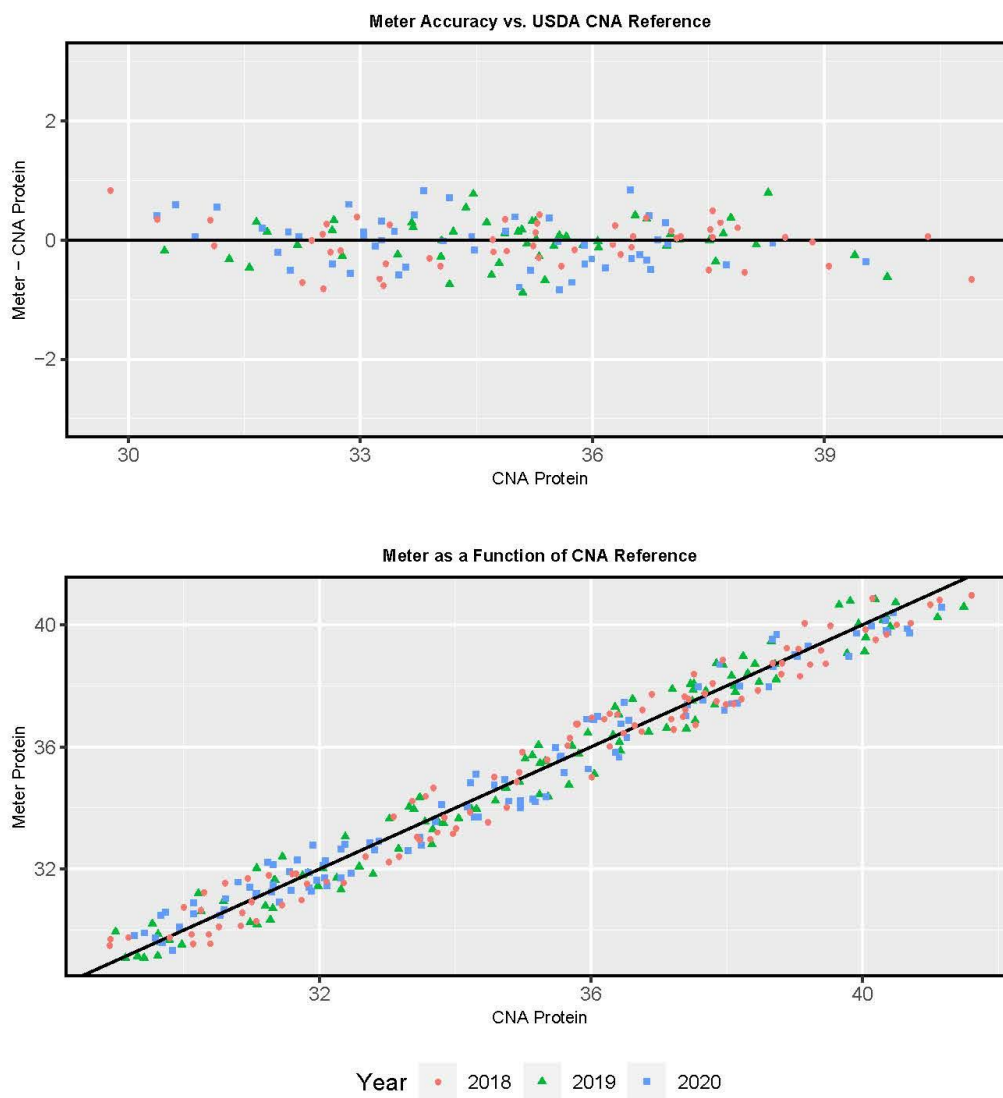 Meter Accuracy vs. USDA CNA Reference
Meter − CNA Protein
2
0
−2
30 33 36 39
CNA Protein
Meter as a Function of CNA Reference
Meter Protein
40
36
32
32 36 40
CNA Protein
Year 2018 2019 2020